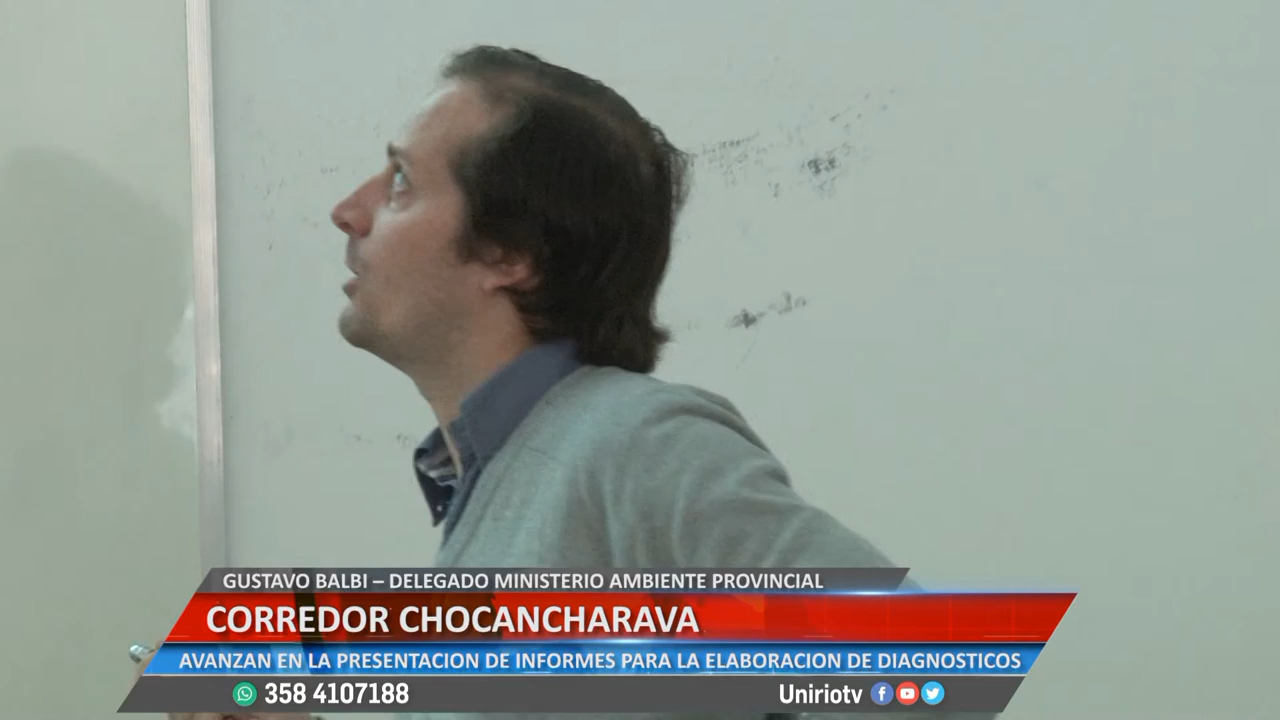 GUSTAVO BALBI – DELEGADO MINISTERIO AMBIENTE PROVINCIAL
CORREDOR CHOCANCHARAVA
AVANZAN EN LA PRESENTACION DE INFORMES PARA LA ELABORACION DE DIAGNOSTICOS
358 4107188 Uniriotv